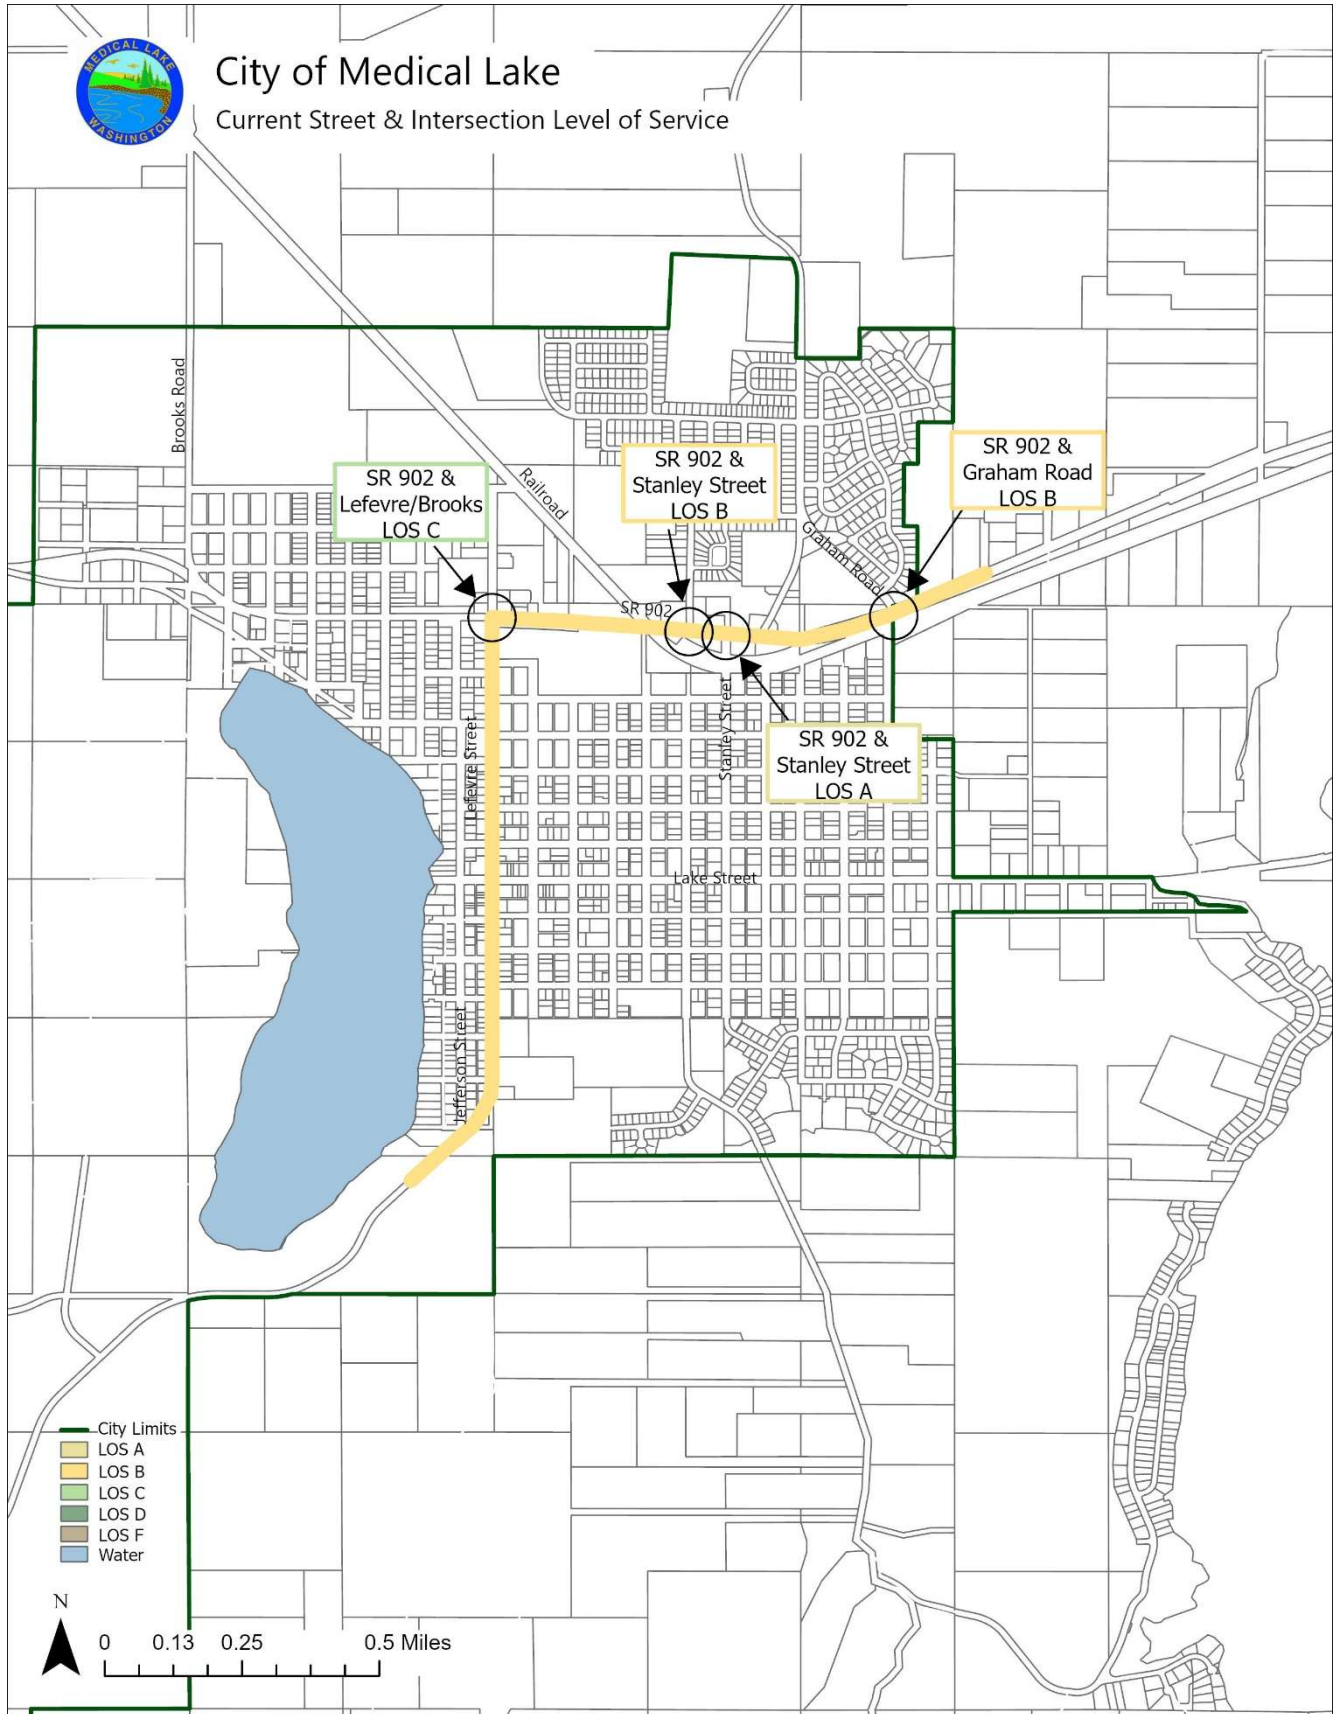 MEDICAL LAKE
WASHINGTON
City of Medical Lake
Current Street & Intersection Level of Service
Brooks Road
SR 902 &
Lefevre/Brooks
LOS C
Railroad
SR 902 &
Stanley Street
LOS B
SR 902 &
Graham Road
LOS B
Graham Road
SR 902
Lefevre Street
Stanley Street
SR 902 &
Stanley Street
LOS A
Lake Street
Jefferson Street
City Limits
LOS A
LOS B
LOS C
LOS D
LOS F
Water
N
0 0.13 0.25 0.5 Miles